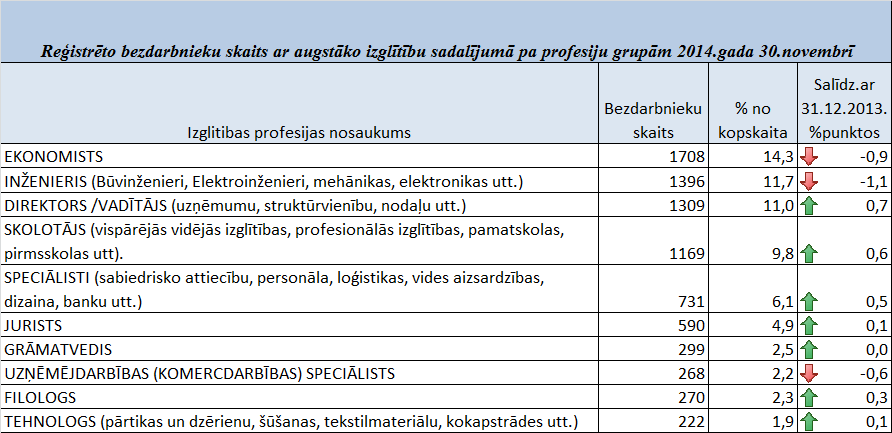 Reģistrēto bezdarbnieku skaits ar augstāko izglītību sadalījumā pa profesiju grupām 2014.gada 30.novembrī
Izglītibas profesijas nosaukums
Bezdarbnieku
skaits
% no
kopskaita
Salīdz.ar
31.12.2013.
%punktos
EKONOMISTS 1708 14,3 -0,9
INŽENIERIS (Būvinženieri, Elektroinženieri, mehānikas, elektronikas utt.) 1396 11,7 -1,1
DIREKTORS /VADĪTĀJS (uzņēmumu, struktūrvienību, nodaļu utt.) 1309 11,0 0,7
SKOLOTĀJS (vispārējās vidējās izglītības, profesionālās izglītības, pamatskolas,
pirmsskolas utt). 1169 9,8 0,6
SPECIĀLISTI (sabiedrisko attiecību, personāla, loģistikas, vides aizsardzības,
dizaina, banku utt.) 731 6,1 0,5
JURISTS 590 4,9 0,1
GRĀMATVEDIS 299 2,5 0,0
UZŅĒMĒJDARBĪBAS (KOMERCDARBĪBAS) SPECIĀLISTS 268 2,2 -0,6
FILOLOGS 270 2,3 0,3
TEHNOLOGS (pārtikas un dzērienu, šūšanas, tekstilmateriālu, kokapstrādes utt.) 222 1,9 0,1